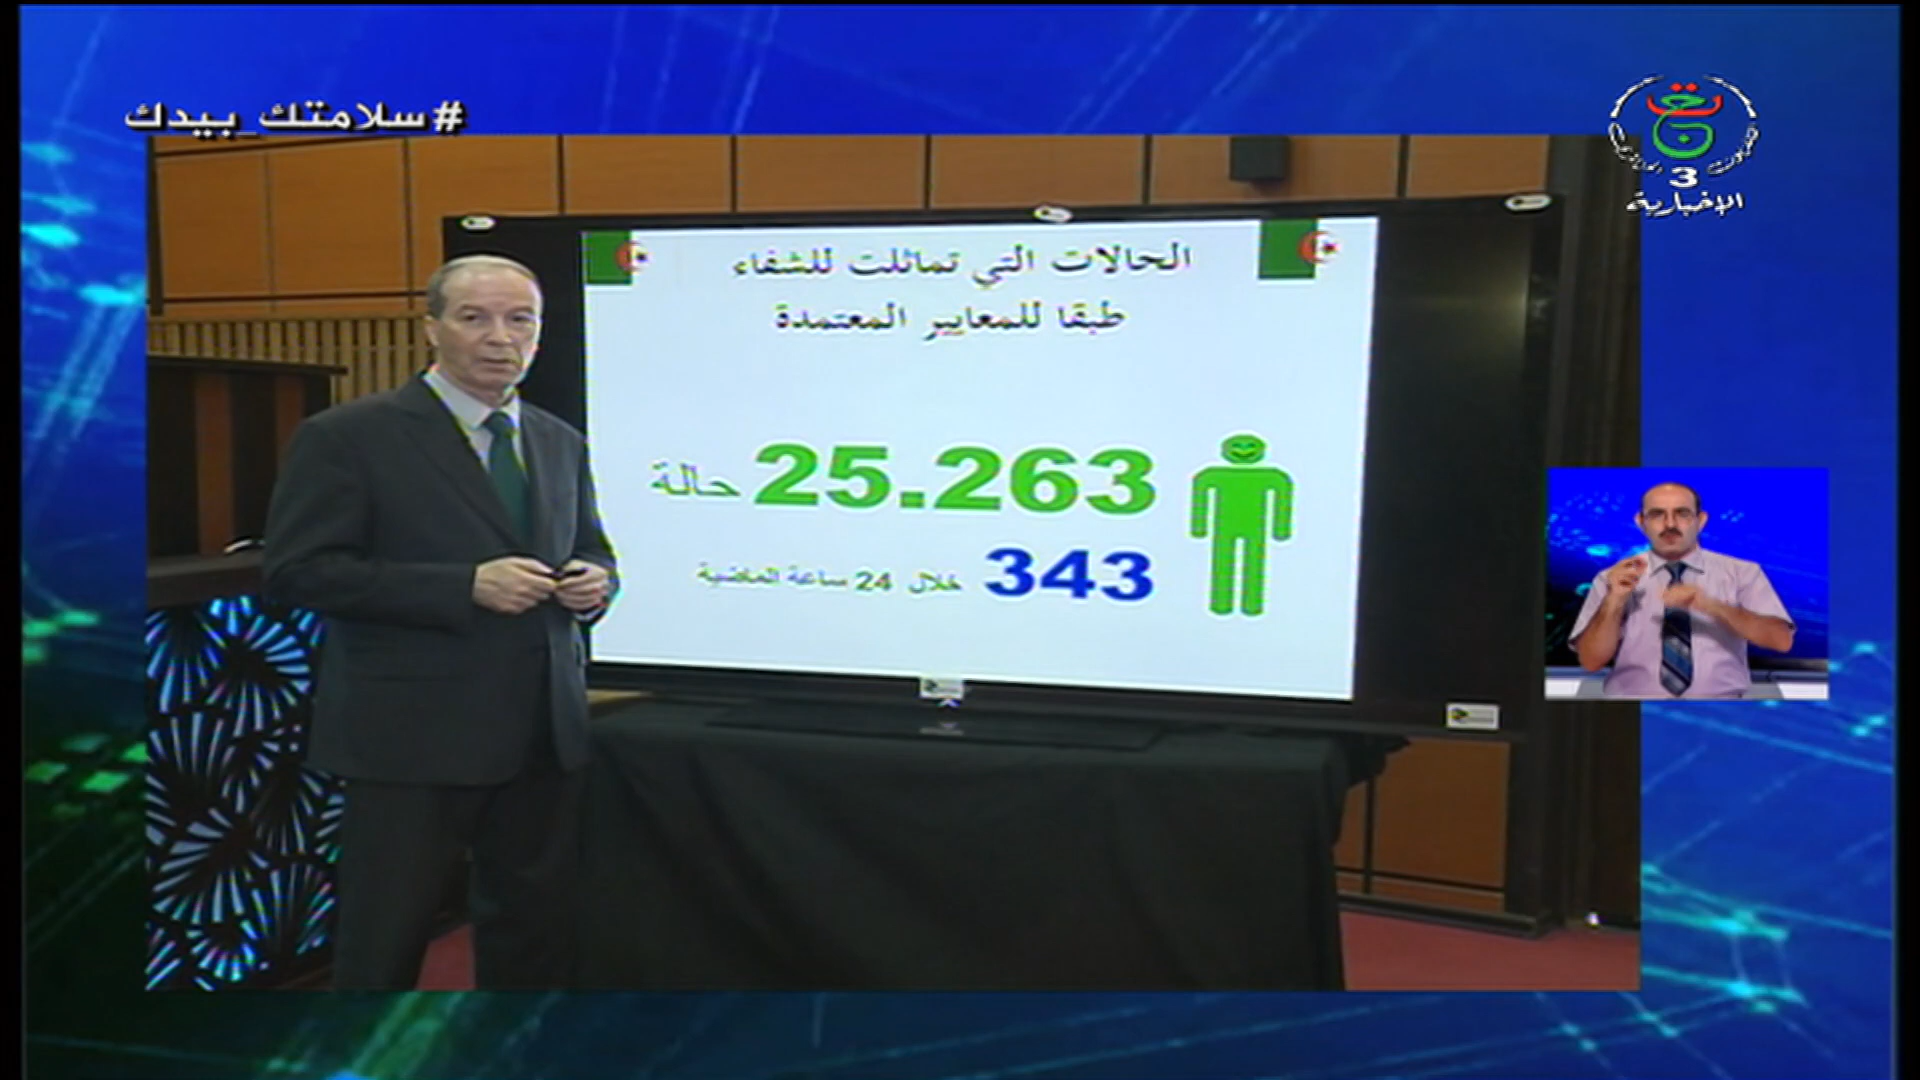 #سلامتك_بيدك
3
الإخبارية
الحالات التي تماثلت للشفاء
طبقا للمعايير المعتمدة
25.263 حالة
343 خلال 24 ساعة الماضية